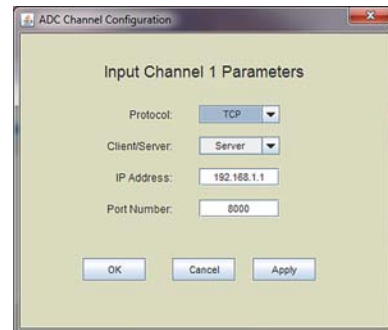 ADC Channel Configuration
Input Channel 1 Parameters
Protocol: TCP
Client/Server: Server
IP Address: 192.168.1.1
Port Number: 8000
OK Cancel Apply